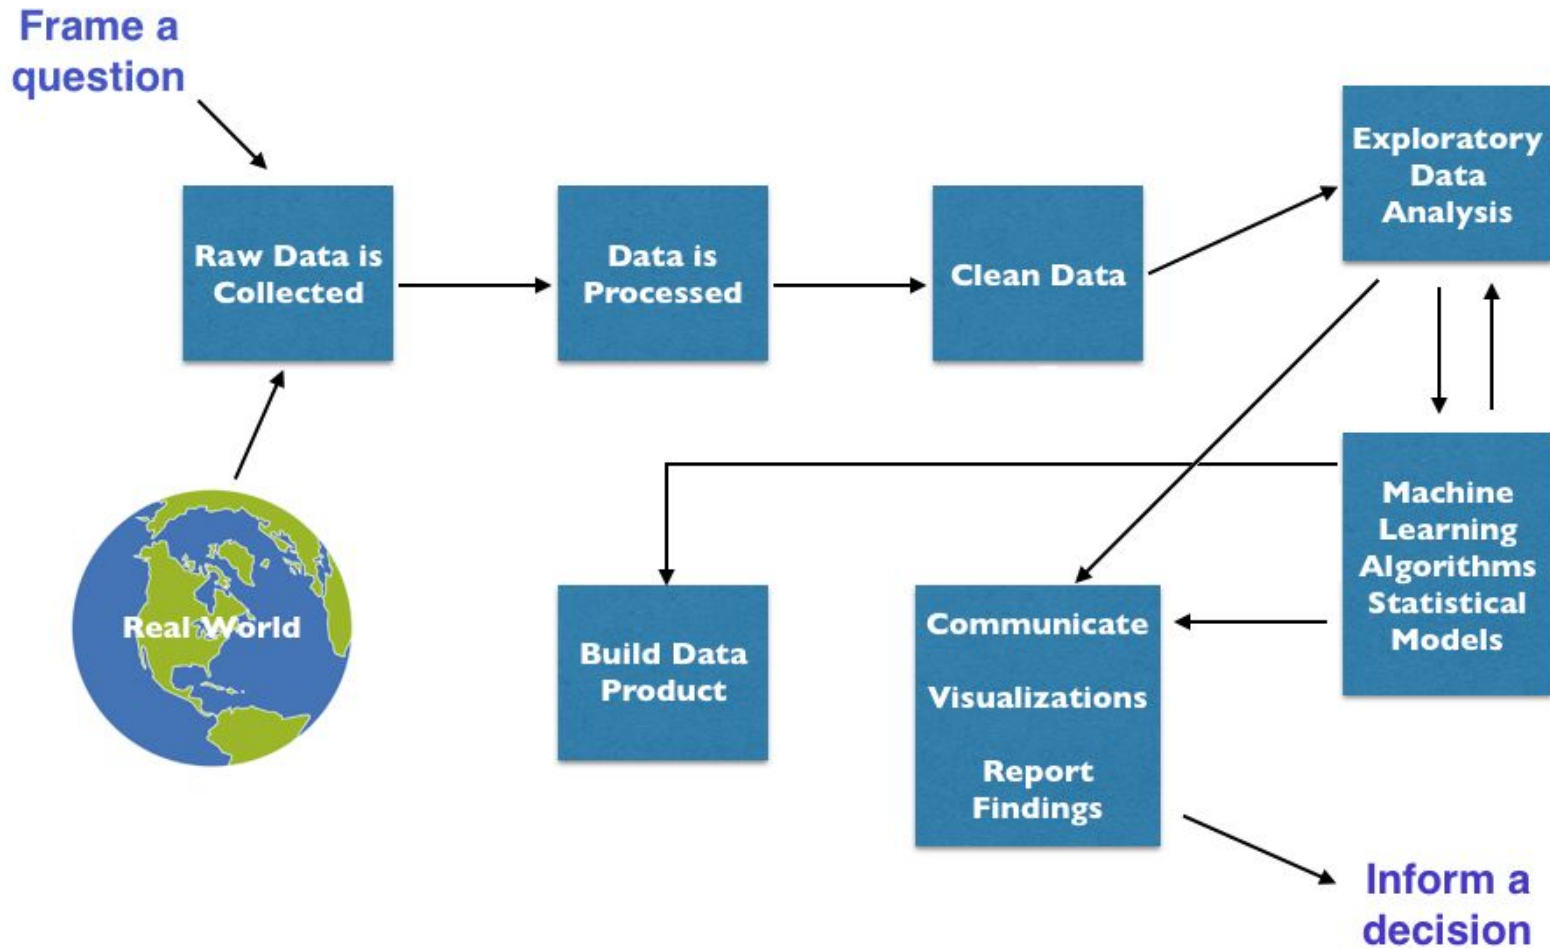 Frame a
question
Raw Data is
Collected
Data is
Processed
Clean Data
Exploratory
Data
Analysis
Real World
Build Data
Product
Communicate
Visualizations
Report
Findings
Machine
Learning
Algorithms
Statistical
Models
Inform a
decision